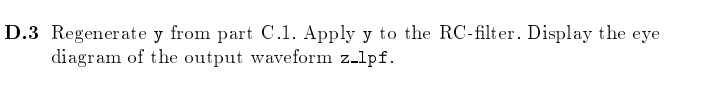 D.3 Regenerate y from part C.1. Apply y to the RC-filter. Display the eye
diagram of the output waveform z_lpf.